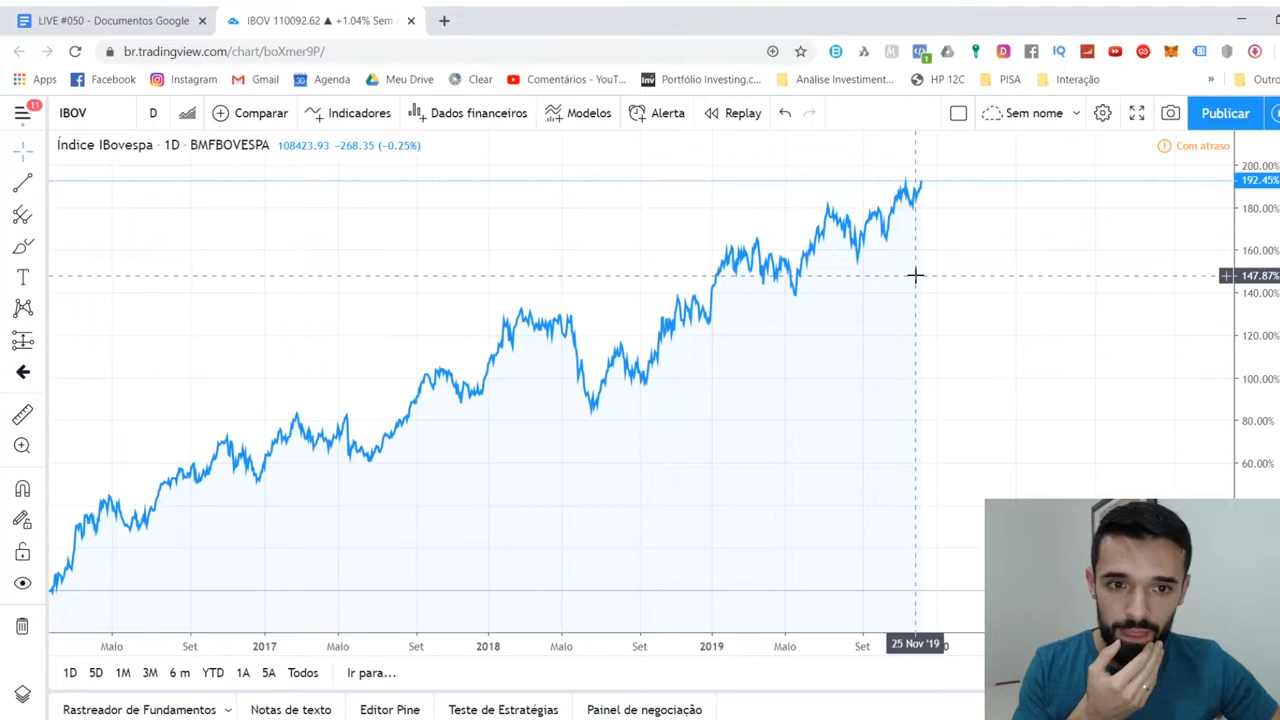 LIVE #050 - Documentos Google
IBOV 110092.62 ▲ +1.04% Sem
br.tradingview.com/chart/boXmer9P/
Apps Facebook Instagram Gmail Agenda Meu Drive Clear Comentários - YouT... Portfólio Investing.c... Análise Investiment... HP 12C PISA Interação » Outro
11
IBOV D Comparar Indicadores Dados financeiros Modelos Alerta Replay Sem nome Publicar
Índice IBovespa · 1D · BMFBOVESPA 108423.93 −268.35 (−0.25%)
Com atraso
200.00%
192.45%
180.00%
160.00%
147.87%
140.00%
120.00%
100.00%
80.00%
60.00%
Maio Set 2017 Maio Set 2018 Maio Set 2019 Maio Set 25 Nov '19
1D 5D 1M 3M 6 m YTD 1A 5A Todos Ir para...
Rastreador de Fundamentos Notas de texto Editor Pine Teste de Estratégias Painel de negociação